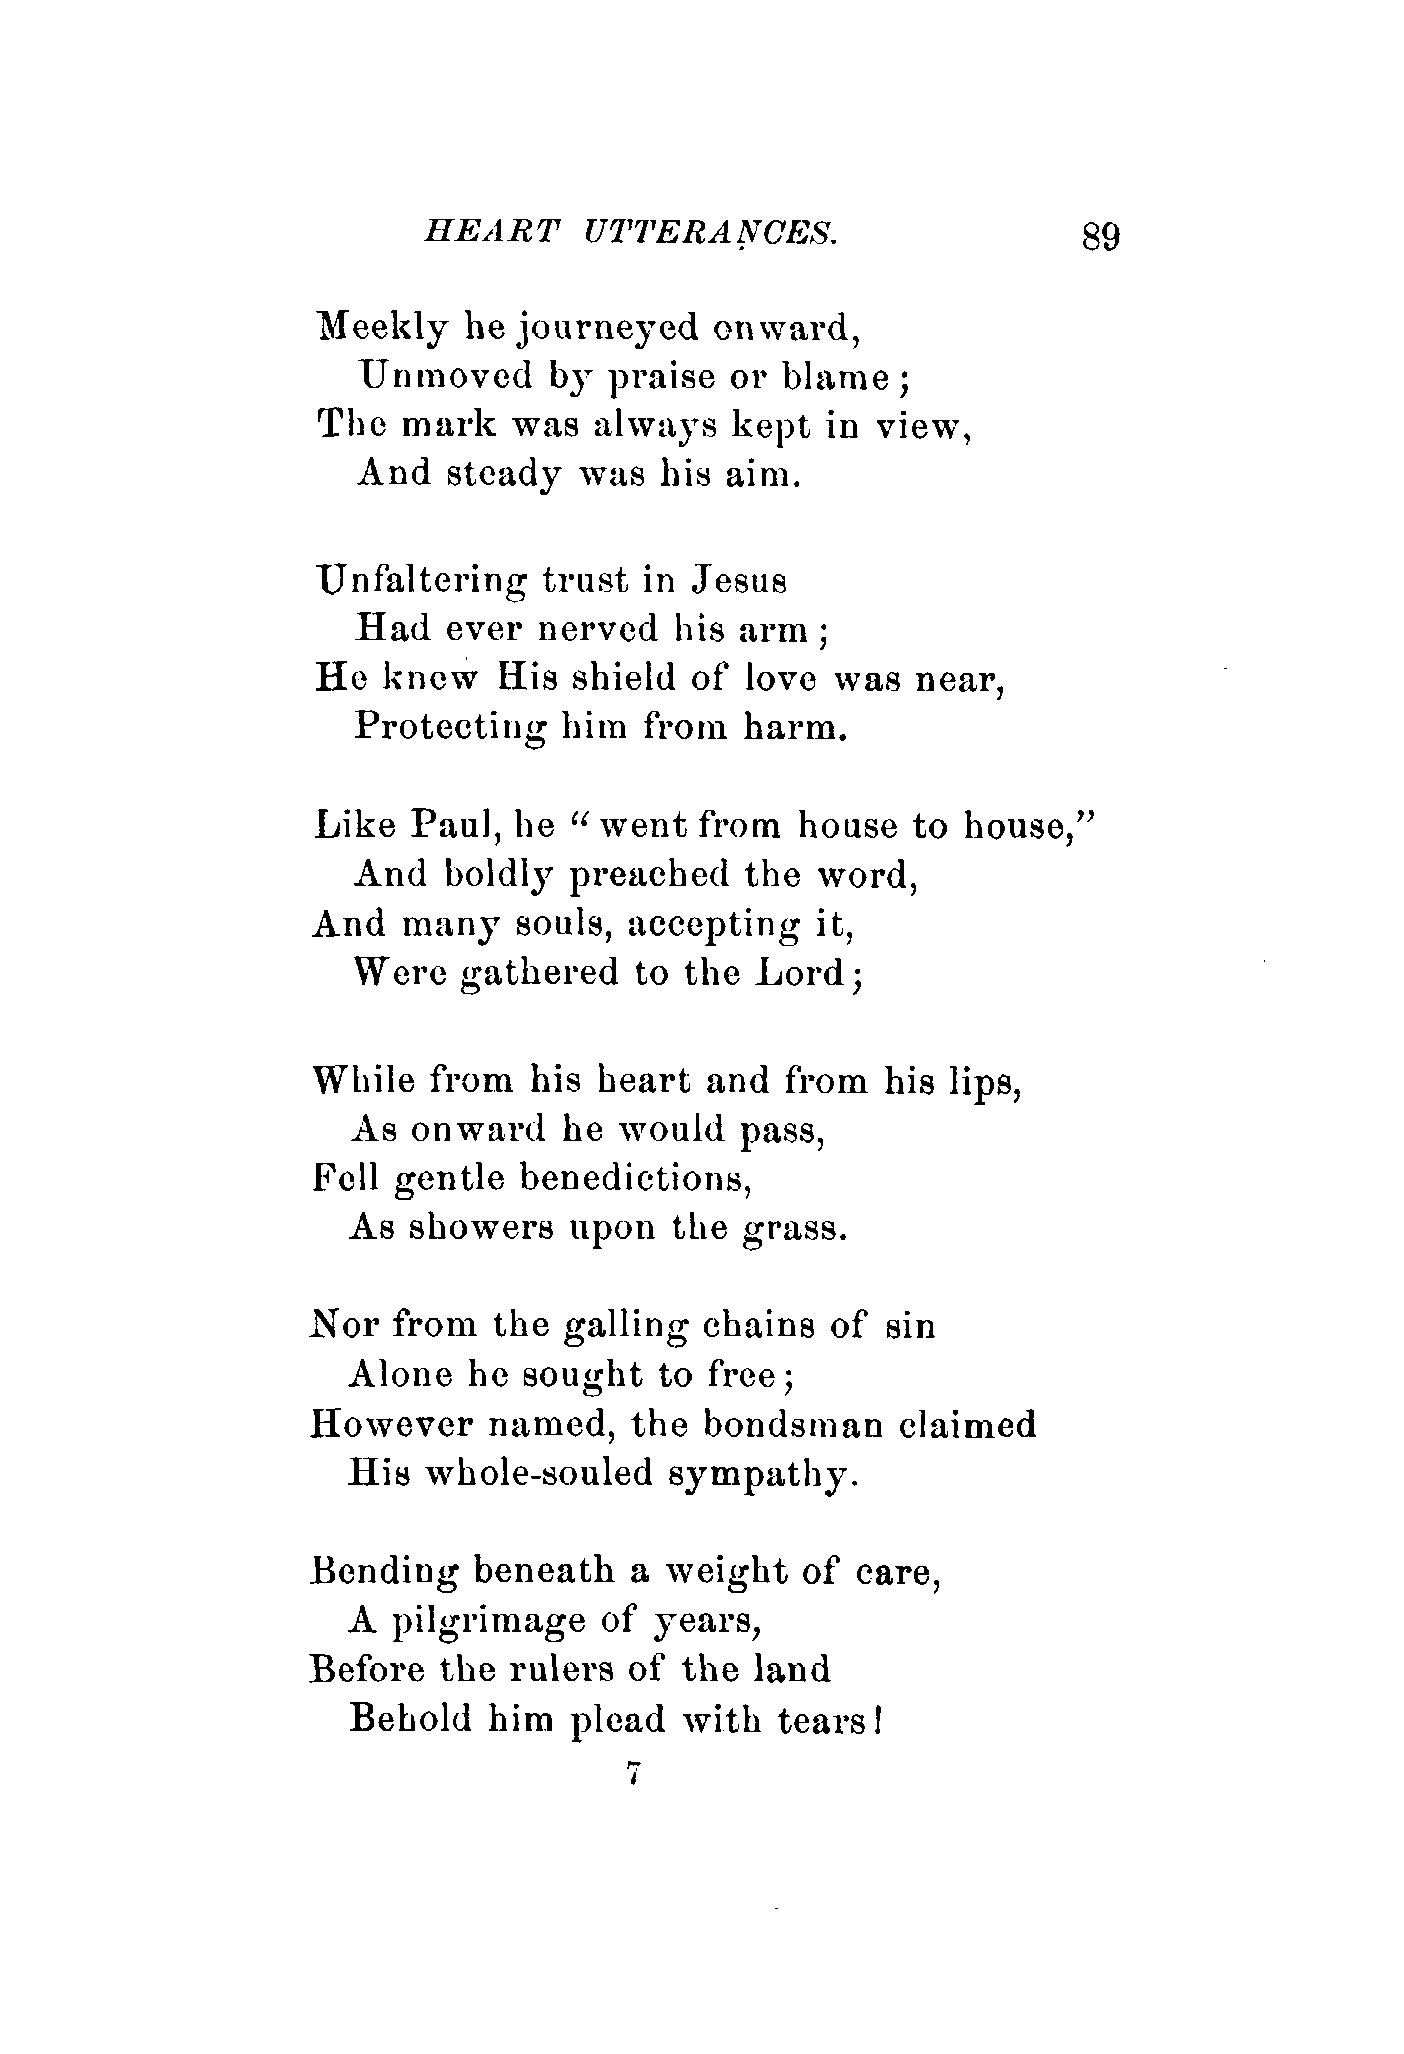 HEART UTTERANCES. 89
Meekly he journeyed onward,
Unmoved by praise or blame;
The mark was always kept in view,
And steady was his aim.
Unfaltering trust in Jesus
Had ever nerved his arm;
He knew His shield of love was near,
Protecting him from harm.
Like Paul, he "went from house to house,"
And boldly preached the word,
And many souls, accepting it,
Were gathered to the Lord;
While from his heart and from his lips,
As onward he would pass,
Fell gentle benedictions,
As showers upon the grass.
Nor from the galling chains of sin
Alone he sought to free;
However named, the bondsman claimed
His whole-souled sympathy.
Bending beneath a weight of care,
A pilgrimage of years,
Before the rulers of the land
Behold him plead with tears!
7